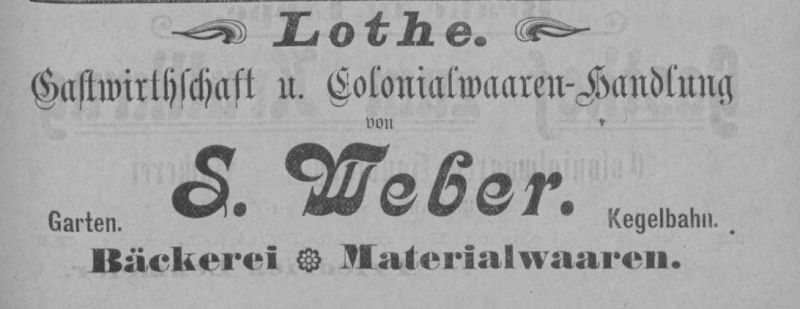 Lothe.
Gastwirthschaft u. Colonialwaaren-Handlung
von
S. Weber.
Garten. Kegelbahn.
Bäckerei Materialwaaren.